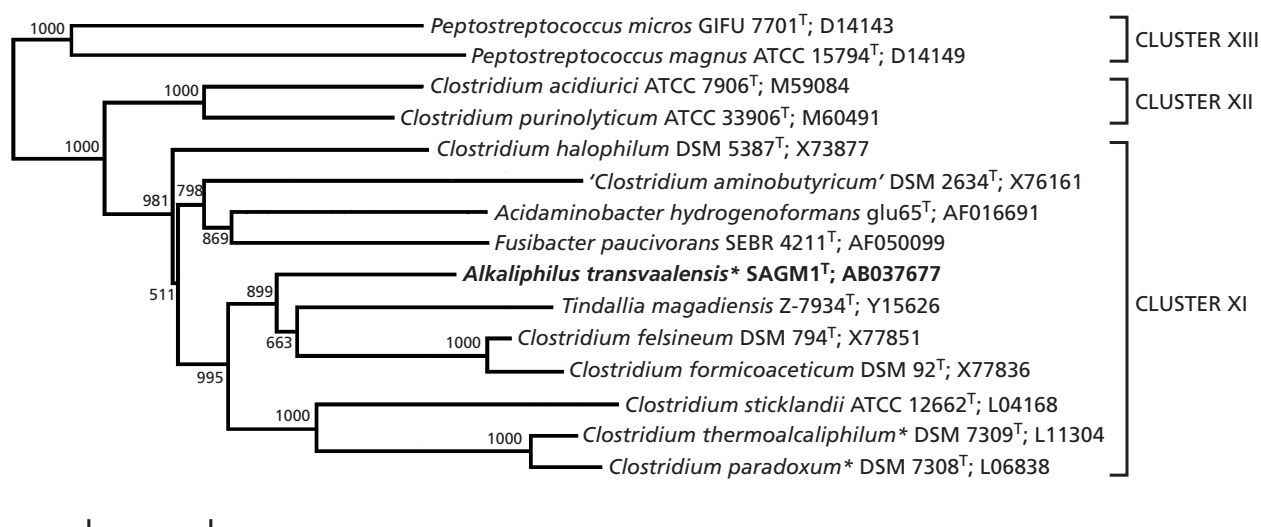 1000
Peptostreptococcus micros GIFU 7701ᵀ; D14143
Peptostreptococcus magnus ATCC 15794ᵀ; D14149
CLUSTER XIII
1000
Clostridium acidiurici ATCC 7906ᵀ; M59084
Clostridium purinolyticum ATCC 33906ᵀ; M60491
CLUSTER XII
1000
Clostridium halophilum DSM 5387ᵀ; X73877
981
798
'Clostridium aminobutyricum' DSM 2634ᵀ; X76161
Acidaminobacter hydrogenoformans glu65ᵀ; AF016691
869
Fusibacter paucivorans SEBR 4211ᵀ; AF050099
511
899
Alkaliphilus transvaalensis* SAGM1ᵀ; AB037677
Tindallia magadiensis Z-7934ᵀ; Y15626
CLUSTER XI
663
1000
Clostridium felsineum DSM 794ᵀ; X77851
Clostridium formicoaceticum DSM 92ᵀ; X77836
995
1000
Clostridium sticklandii ATCC 12662ᵀ; L04168
1000
Clostridium thermoalcaliphilum* DSM 7309ᵀ; L11304
Clostridium paradoxum* DSM 7308ᵀ; L06838